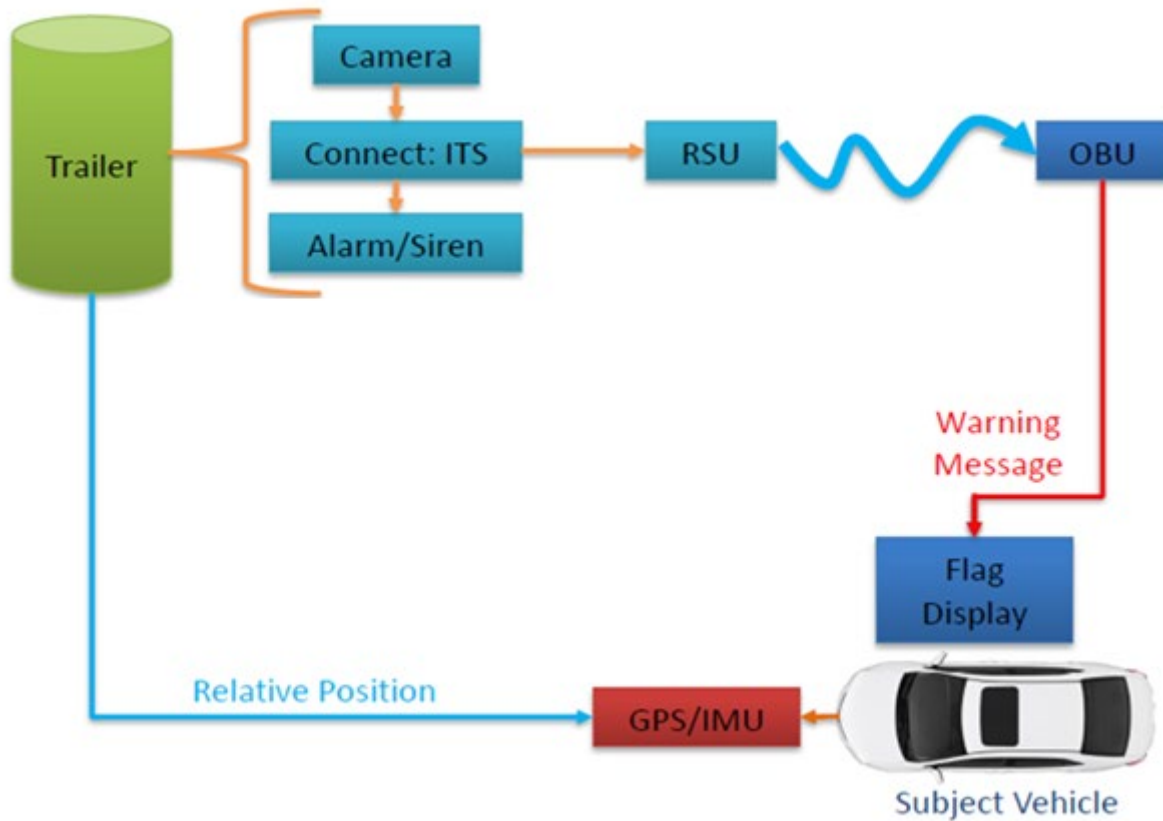 Camera
Trailer
Connect: ITS
RSU
OBU
Alarm/Siren
Warning
Message
Flag
Display
Relative Position
GPS/IMU
Subject Vehicle